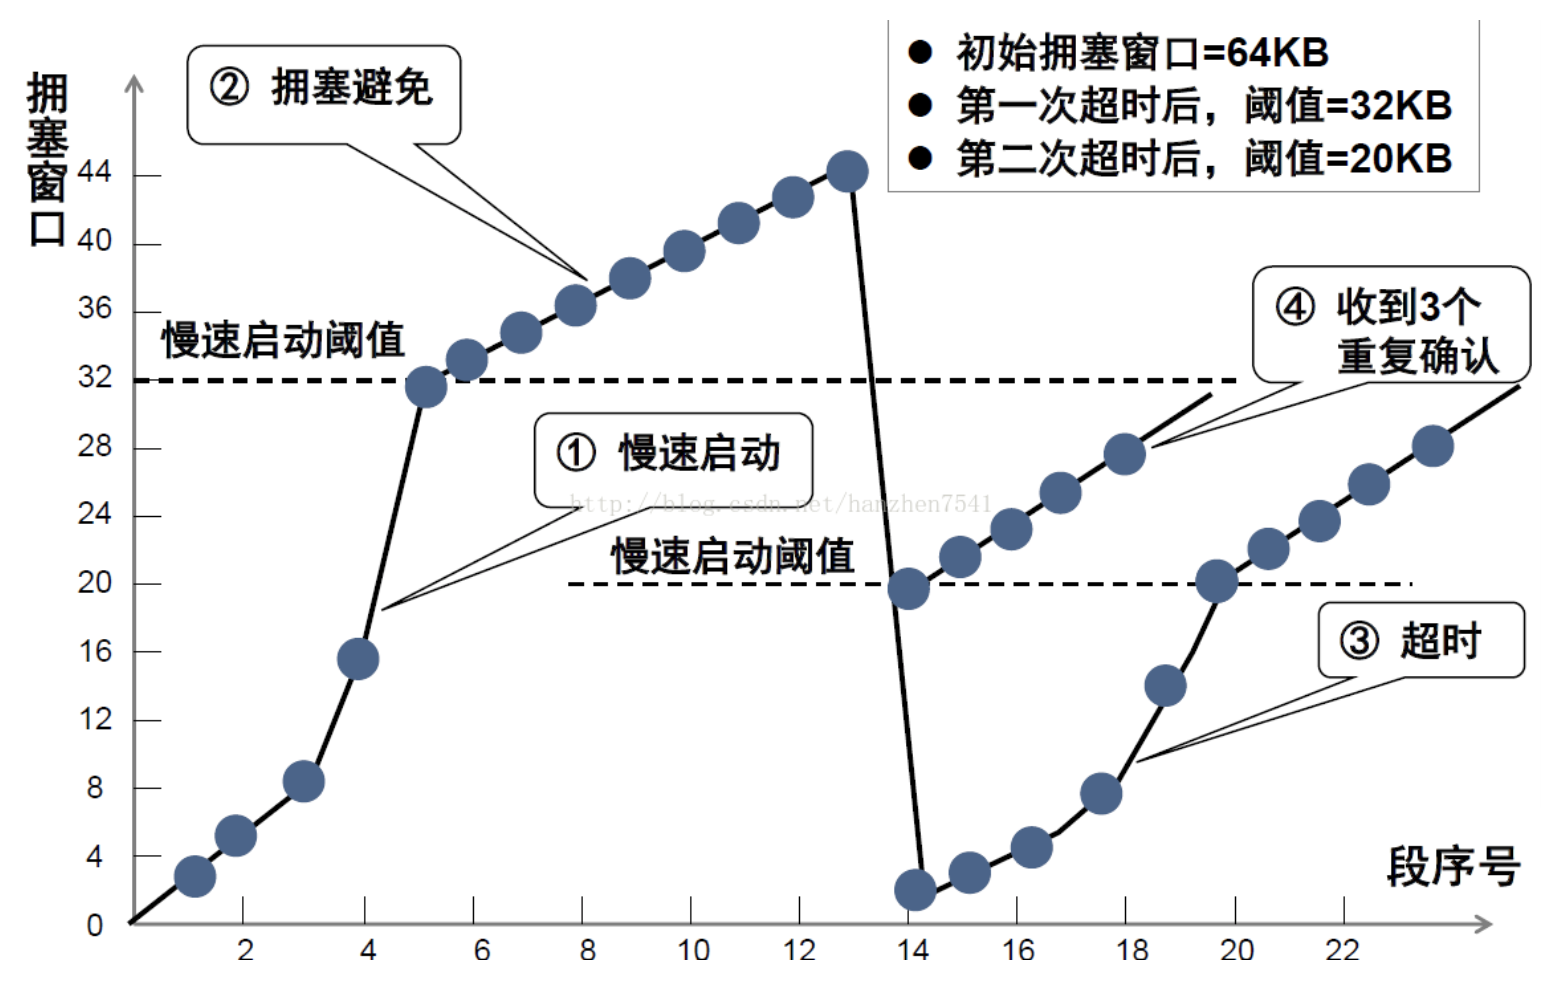 ● 初始拥塞窗口=64KB
● 第一次超时后，阈值=32KB
● 第二次超时后，阈值=20KB
② 拥塞避免
拥塞窗口
44
40
36
慢速启动阈值
32
④ 收到3个
重复确认
① 慢速启动
28
http://blog.csdn.net/hanzhen7541
24
慢速启动阈值
20
③ 超时
16
12
8
4
段序号
0
2 4 6 8 10 12 14 16 18 20 22